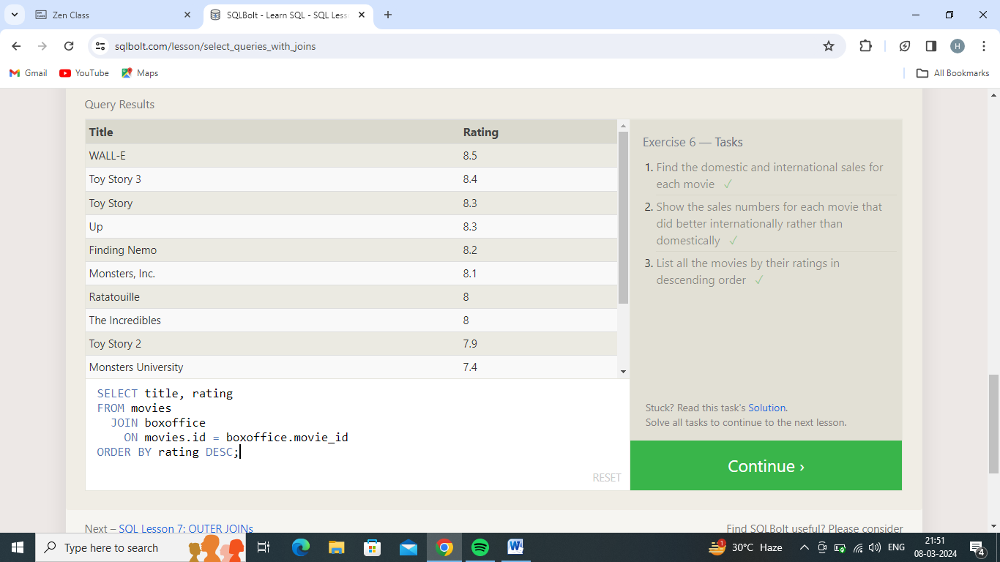 Zen Class
SQLBolt - Learn SQL - SQL Less
sqlbolt.com/lesson/select_queries_with_joins
H
Gmail
YouTube
Maps
All Bookmarks
Query Results
Title Rating
WALL-E 8.5
Toy Story 3 8.4
Toy Story 8.3
Up 8.3
Finding Nemo 8.2
Monsters, Inc. 8.1
Ratatouille 8
The Incredibles 8
Toy Story 2 7.9
Monsters University 7.4
SELECT title, rating
FROM movies
JOIN boxoffice
ON movies.id = boxoffice.movie_id
ORDER BY rating DESC;
RESET
Exercise 6 — Tasks
1. Find the domestic and international sales for
each movie ✓
2. Show the sales numbers for each movie that
did better internationally rather than
domestically ✓
3. List all the movies by their ratings in
descending order ✓
Stuck? Read this task's Solution.
Solve all tasks to continue to the next lesson.
Continue ›
Next – SQL Lesson 7: OUTER JOINs
Find SQLBolt useful? Please consider
Type here to search
W
1
30°C Haze
ENG
21:51
08-03-2024
4